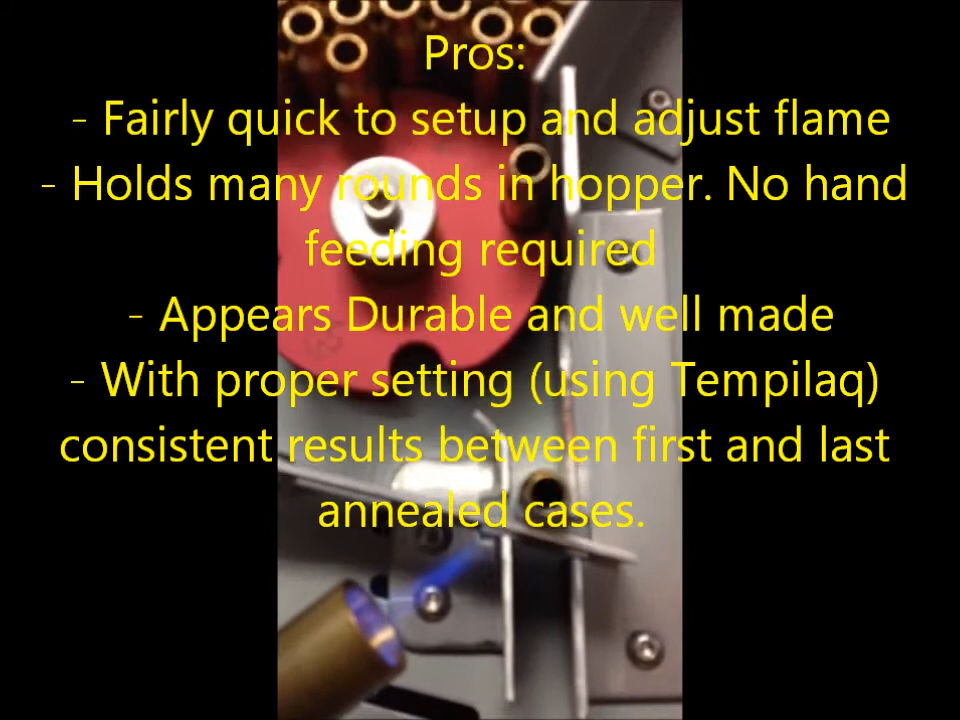 Pros:
- Fairly quick to setup and adjust flame
- Holds many rounds in hopper. No hand
feeding required
- Appears Durable and well made
- With proper setting (using Tempilaq)
consistent results between first and last
annealed cases.